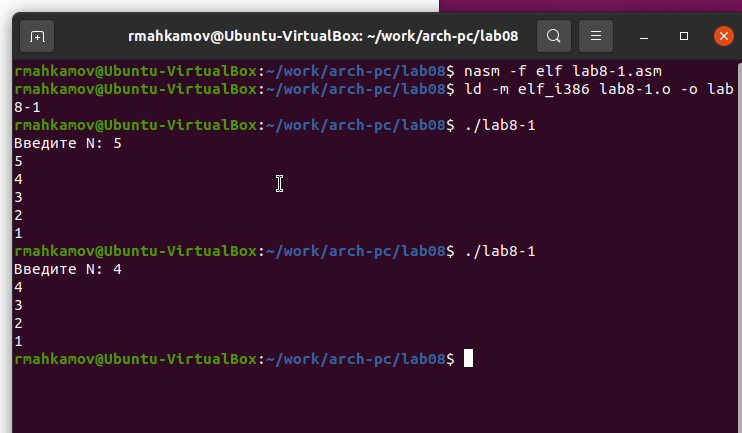 rmahkamov@Ubuntu-VirtualBox: ~/work/arch-pc/lab08
rmahkamov@Ubuntu-VirtualBox:~/work/arch-pc/lab08$ nasm -f elf lab8-1.asm
rmahkamov@Ubuntu-VirtualBox:~/work/arch-pc/lab08$ ld -m elf_i386 lab8-1.o -o lab
8-1
rmahkamov@Ubuntu-VirtualBox:~/work/arch-pc/lab08$ ./lab8-1
Введите N: 5
5
4
3
2
1
rmahkamov@Ubuntu-VirtualBox:~/work/arch-pc/lab08$ ./lab8-1
Введите N: 4
4
3
2
1
rmahkamov@Ubuntu-VirtualBox:~/work/arch-pc/lab08$